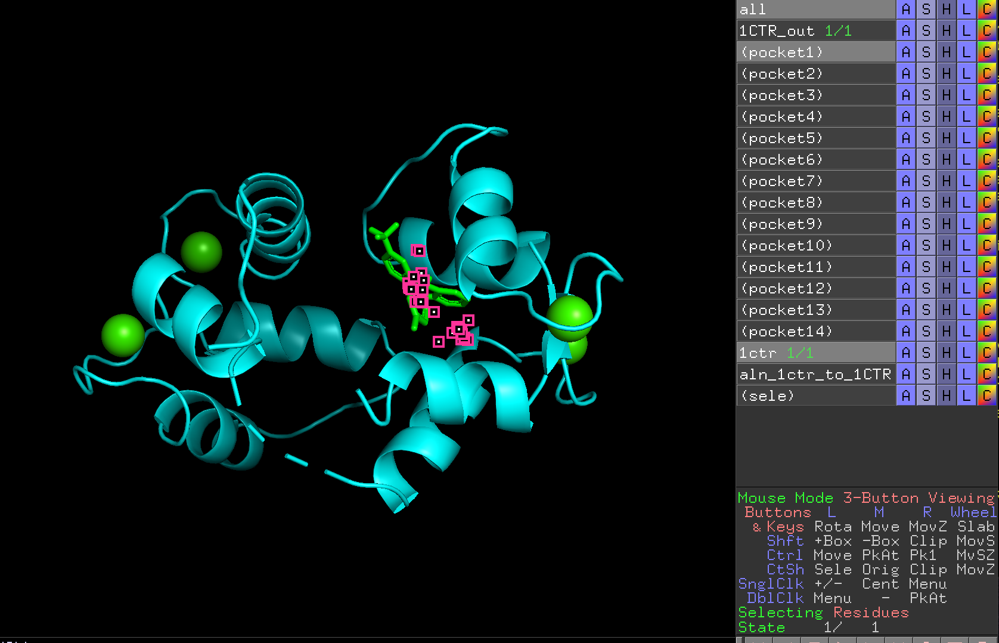 all A S H L C
1CTR_out 1/1 A S H L C
(pocket1) A S H L C
(pocket2) A S H L C
(pocket3) A S H L C
(pocket4) A S H L C
(pocket5) A S H L C
(pocket6) A S H L C
(pocket7) A S H L C
(pocket8) A S H L C
(pocket9) A S H L C
(pocket10) A S H L C
(pocket11) A S H L C
(pocket12) A S H L C
(pocket13) A S H L C
(pocket14) A S H L C
1ctr 1/1 A S H L C
aln_1ctr_to_1CTR A S H L C
(sele) A S H L C
Mouse Mode 3-Button Viewing
Buttons L M R Wheel
& Keys Rota Move MovZ Slab
Shft +Box -Box Clip MovS
Ctrl Move PkAt Pk1 MvSZ
CtSh Sele Orig Clip MovZ
SnglClk +/- Cent Menu
DblClk Menu - PkAt
Selecting Residues
State 1/ 1